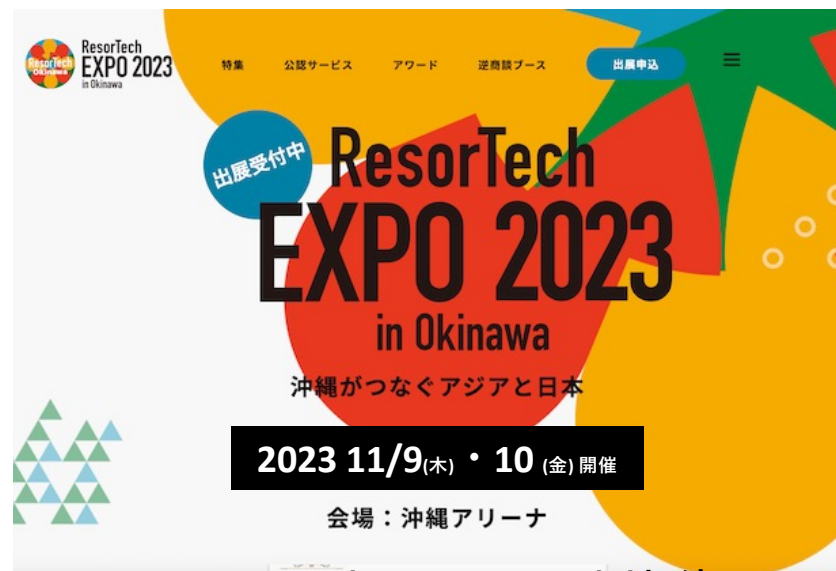 ResorTech
Okinawa
ResorTech
EXPO 2023
in Okinawa
特集
公認サービス
アワード
逆商談ブース
出展申込
出展受付中
ResorTech
EXPO 2023
in Okinawa
沖縄がつなぐアジアと日本
2023 11/9(木)・10 (金) 開催
会場：沖縄アリーナ